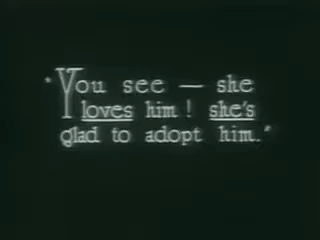 "You see — she
loves him! she's
glad to adopt him."